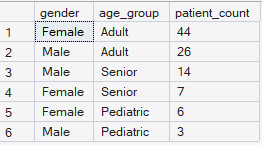 gender age_group patient_count
1 Female Adult 44
2 Male Adult 26
3 Male Senior 14
4 Female Senior 7
5 Female Pediatric 6
6 Male Pediatric 3